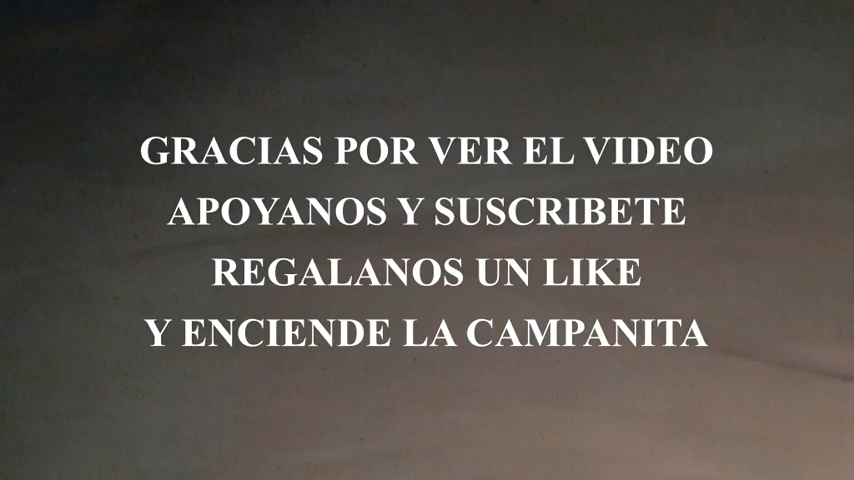 GRACIAS POR VER EL VIDEO
APOYANOS Y SUSCRIBETE
REGALANOS UN LIKE
Y ENCIENDE LA CAMPANITA